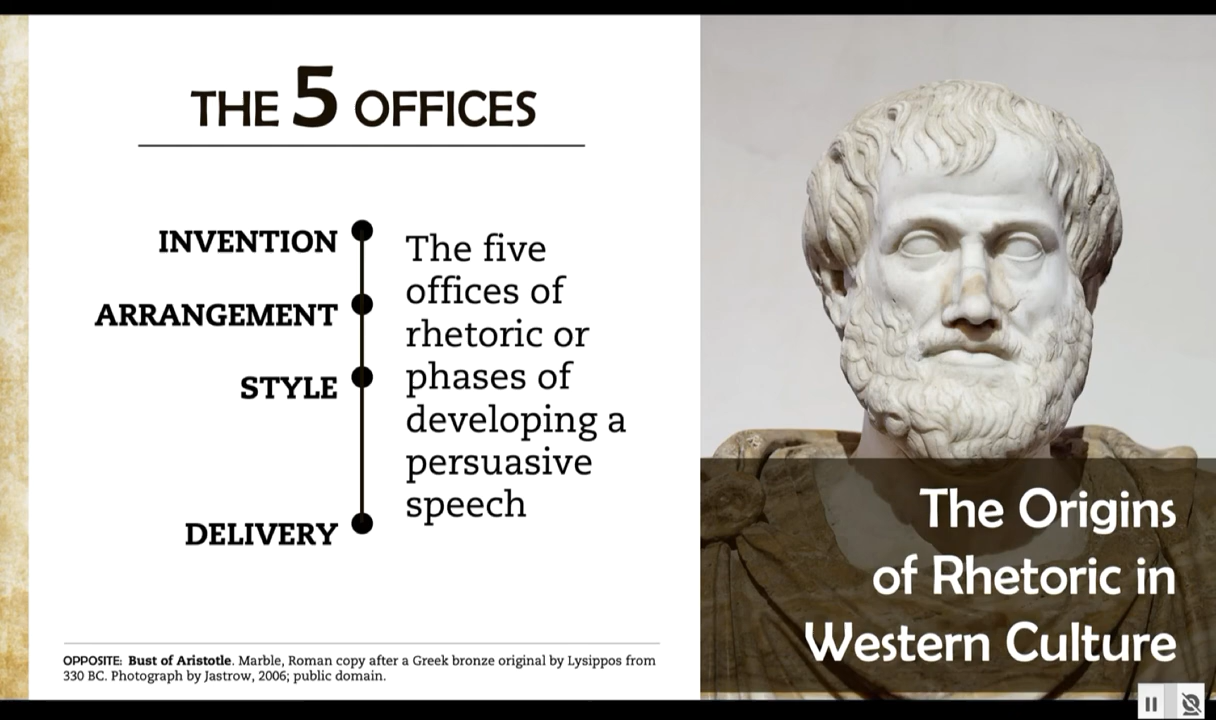 THE 5 OFFICES
INVENTION
ARRANGEMENT
STYLE
DELIVERY
The five
offices of
rhetoric or
phases of
developing a
persuasive
speech
OPPOSITE: Bust of Aristotle. Marble, Roman copy after a Greek bronze original by Lysippos from
330 BC. Photograph by Jastrow, 2006; public domain.
The Origins
of Rhetoric in
Western Culture